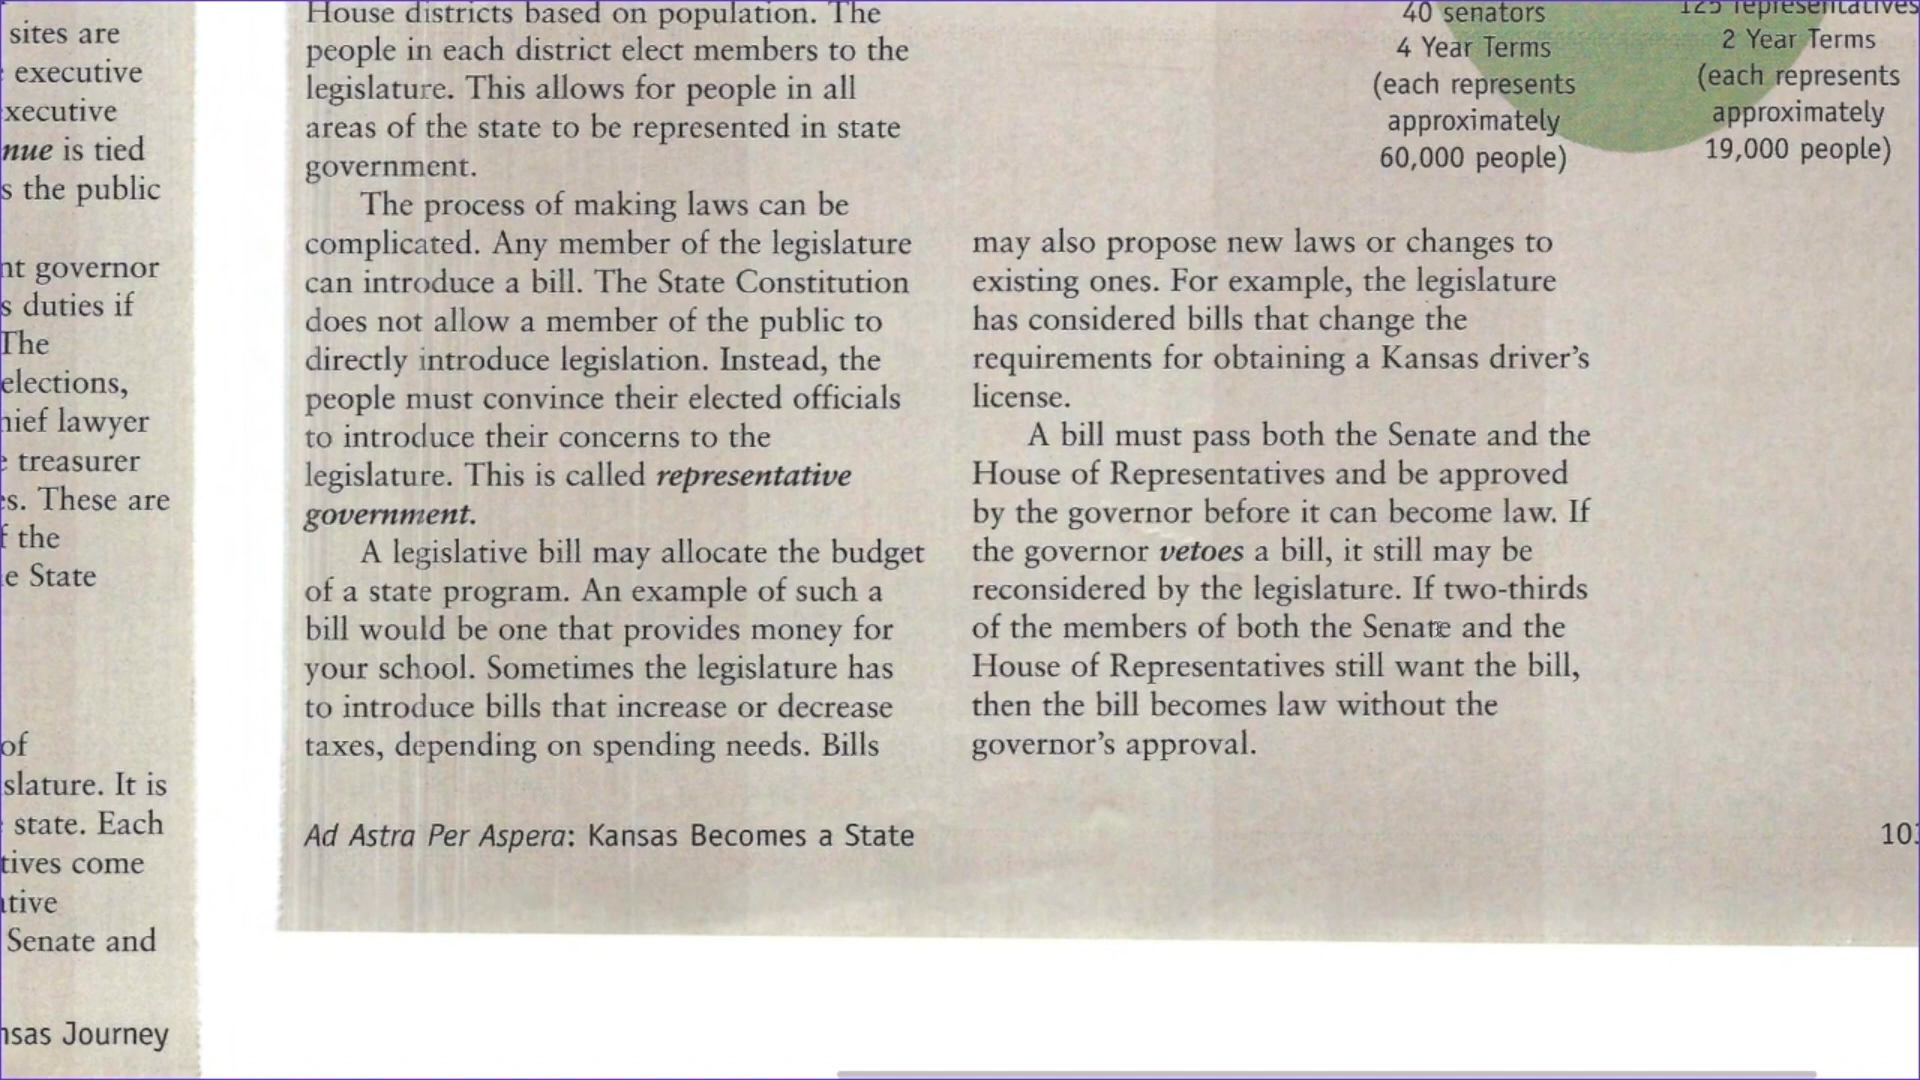 sites are
executive
xecutive
nue is tied
s the public
nt governor
s duties if
The
elections,
hief lawyer
treasurer
es. These are
f the
e State
of
slature. It is
state. Each
tives come
ative
Senate and
nsas Journey
House districts based on population. The
people in each district elect members to the
legislature. This allows for people in all
areas of the state to be represented in state
government.
The process of making laws can be
complicated. Any member of the legislature
can introduce a bill. The State Constitution
does not allow a member of the public to
directly introduce legislation. Instead, the
people must convince their elected officials
to introduce their concerns to the
legislature. This is called representative
government.
A legislative bill may allocate the budget
of a state program. An example of such a
bill would be one that provides money for
your school. Sometimes the legislature has
to introduce bills that increase or decrease
taxes, depending on spending needs. Bills
40 senators
4 Year Terms
(each represents
approximately
60,000 people)
125 representatives
2 Year Terms
(each represents
approximately
19,000 people)
may also propose new laws or changes to
existing ones. For example, the legislature
has considered bills that change the
requirements for obtaining a Kansas driver's
license.
A bill must pass both the Senate and the
House of Representatives and be approved
by the governor before it can become law. If
the governor vetoes a bill, it still may be
reconsidered by the legislature. If two-thirds
of the members of both the Senate and the
House of Representatives still want the bill,
then the bill becomes law without the
governor's approval.
Ad Astra Per Aspera: Kansas Becomes a State
103